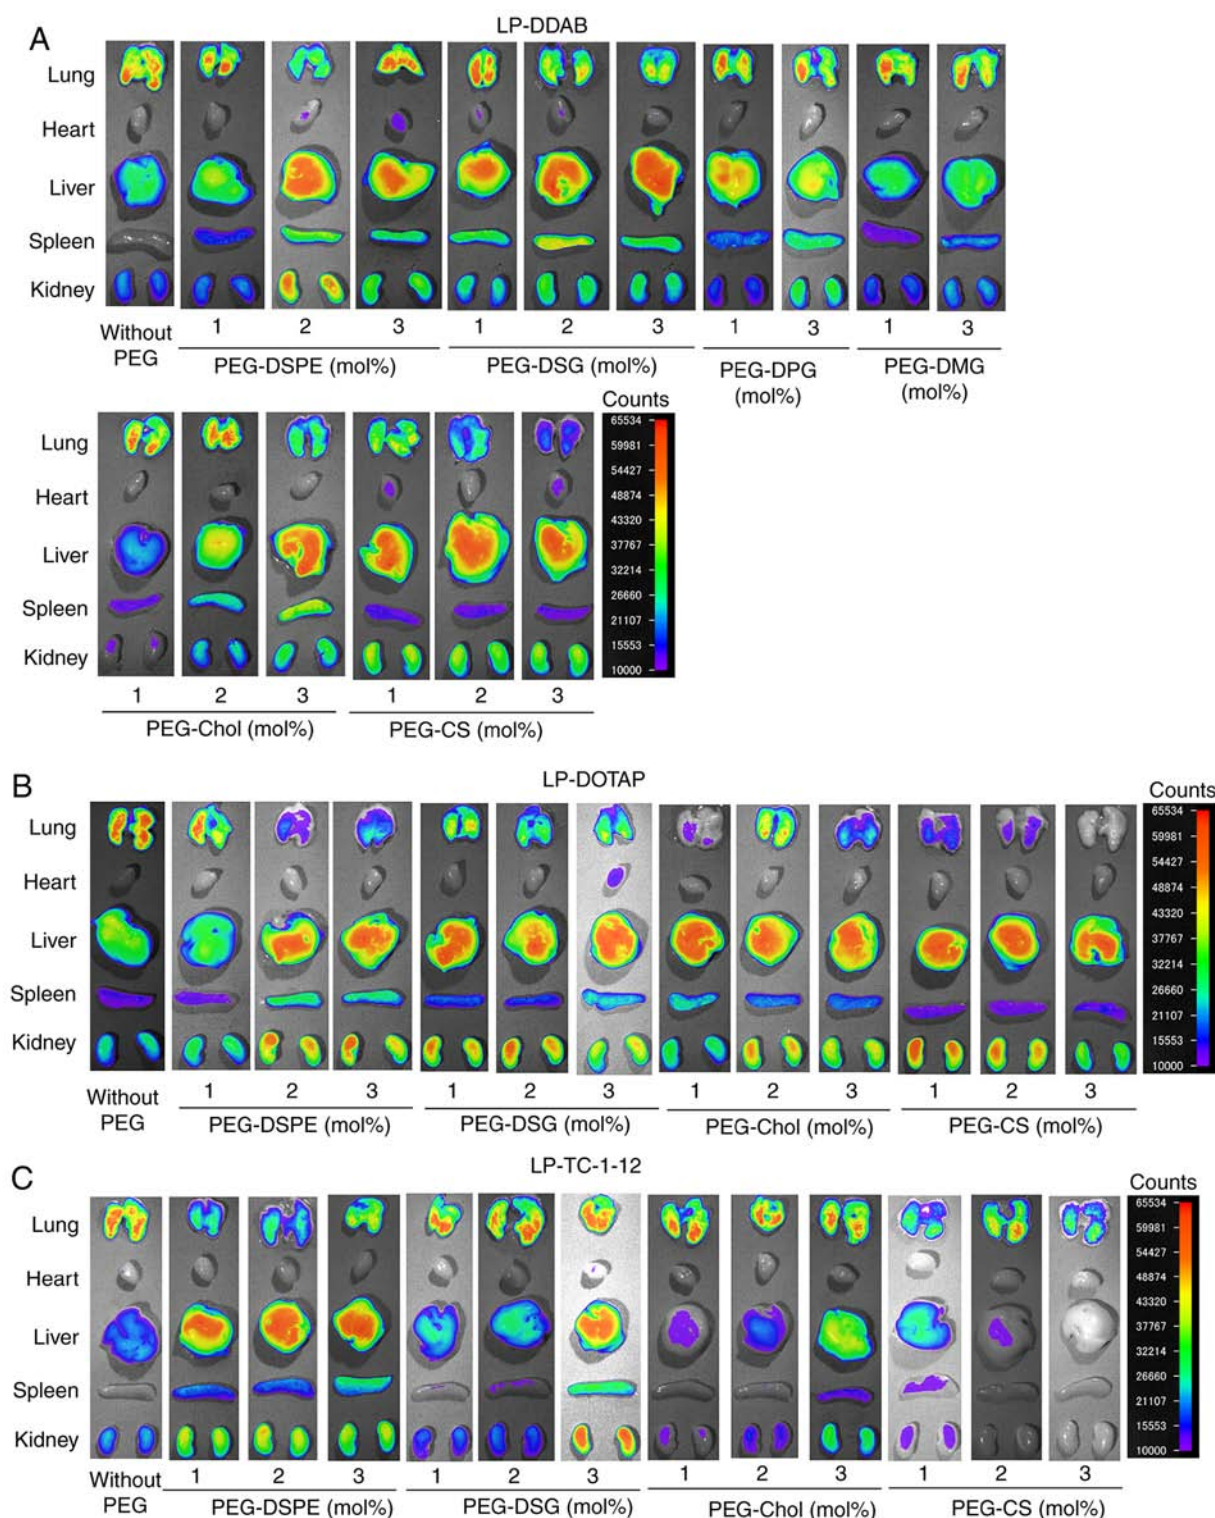 A
LP-DDAB
Lung
Heart
Liver
Spleen
Kidney
Without PEG
1 2 3 1 2 3 1 3 1 3
PEG-DSPE (mol%) PEG-DSG (mol%) PEG-DPG (mol%) PEG-DMG (mol%)
Counts
65534
59981
54427
48874
43320
37767
32214
26660
21107
15553
10000
Lung
Heart
Liver
Spleen
Kidney
1 2 3 1 2 3
PEG-Chol (mol%) PEG-CS (mol%)
B
LP-DOTAP
Counts
65534
59981
54427
48874
43320
37767
32214
26660
21107
15553
10000
Lung
Heart
Liver
Spleen
Kidney
Without PEG
1 2 3 1 2 3 1 2 3 1 2 3
PEG-DSPE (mol%) PEG-DSG (mol%) PEG-Chol (mol%) PEG-CS (mol%)
C
LP-TC-1-12
Counts
65534
59981
54427
48874
43320
37767
32214
26660
21107
15553
10000
Lung
Heart
Liver
Spleen
Kidney
Without PEG
1 2 3 1 2 3 1 2 3 1 2 3
PEG-DSPE (mol%) PEG-DSG (mol%) PEG-Chol (mol%) PEG-CS (mol%)